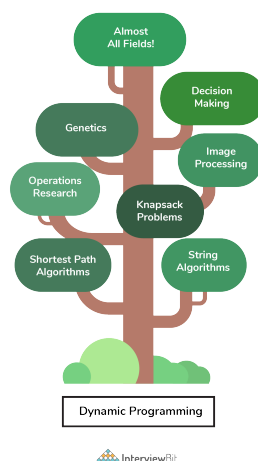 Almost
All Fields!
Decision
Making
Genetics
Image
Processing
Operations
Research
Knapsack
Problems
Shortest Path
Algorithms
String
Algorithms
Dynamic Programming
InterviewBit